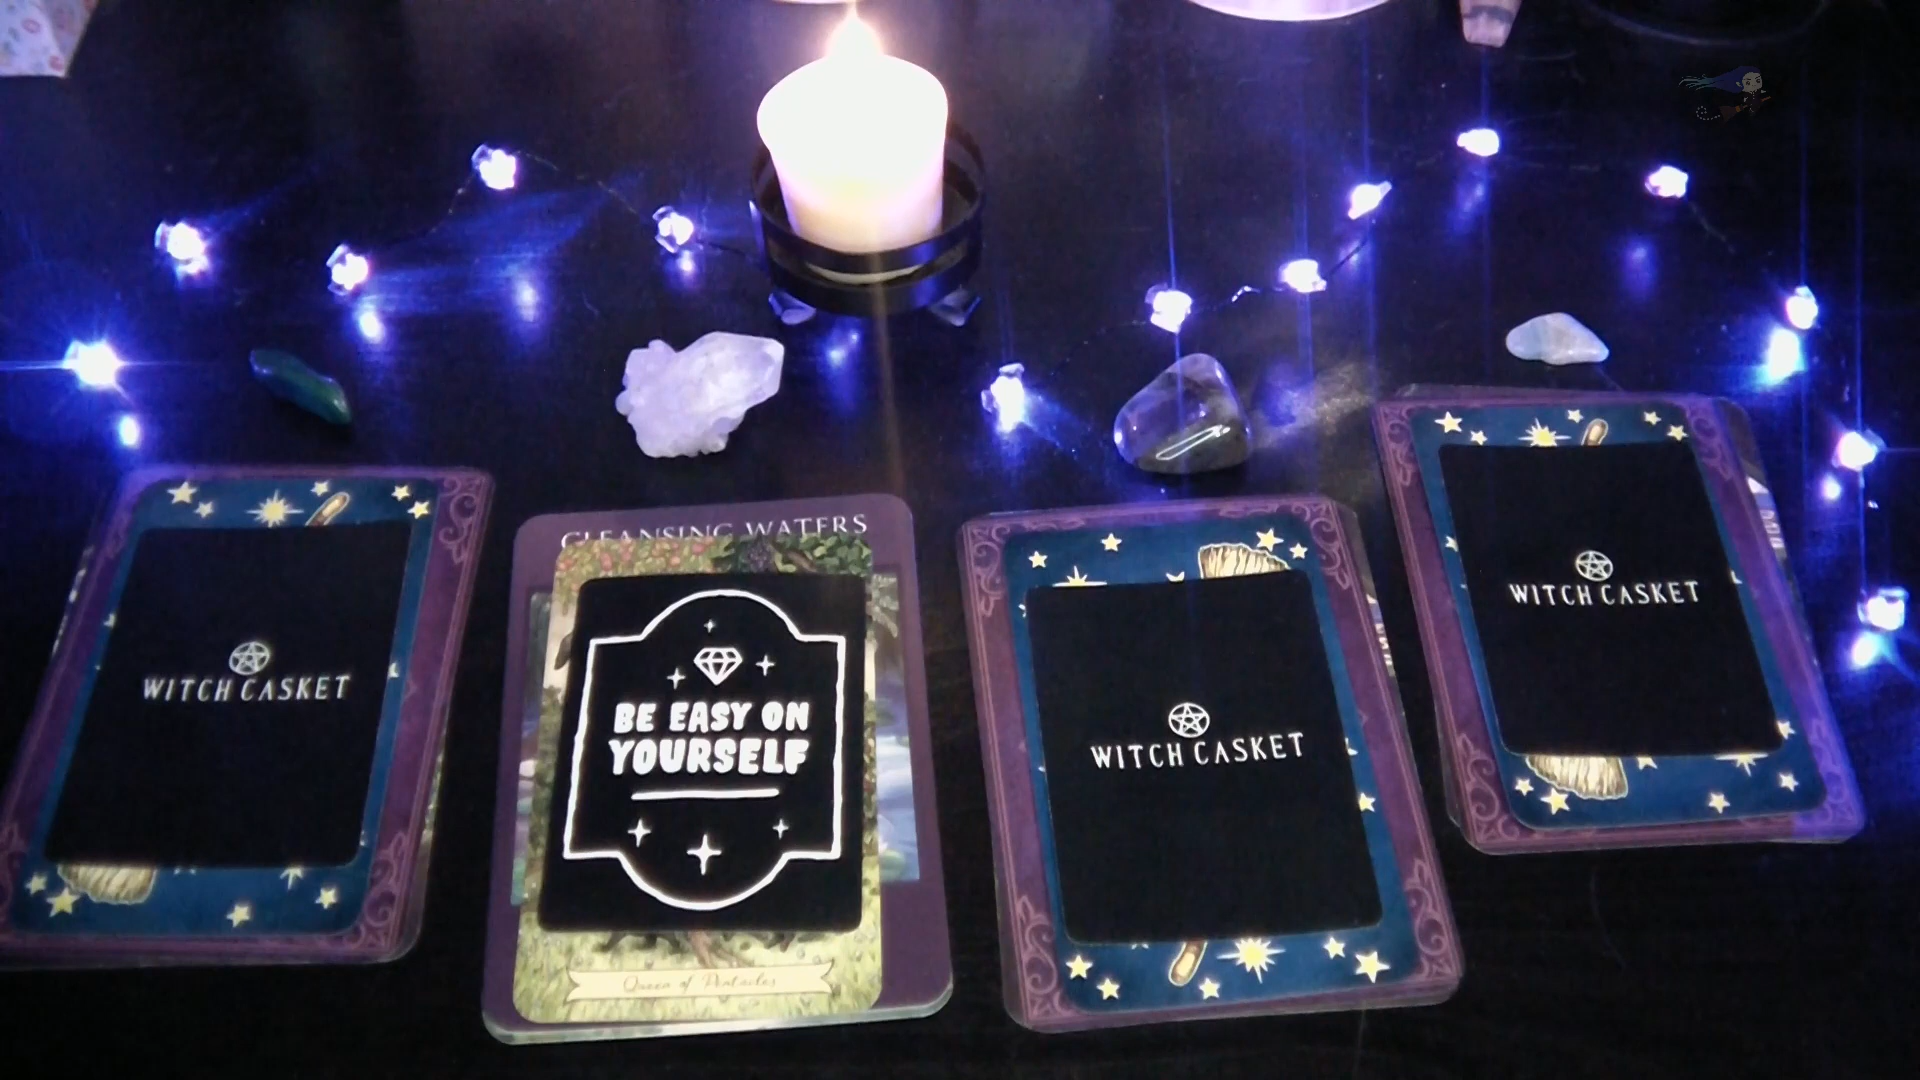 WITCH CASKET
CLEANSING WATERS
BE EASY ON
YOURSELF
Queen of Pentacles
WITCH CASKET
WITCH CASKET